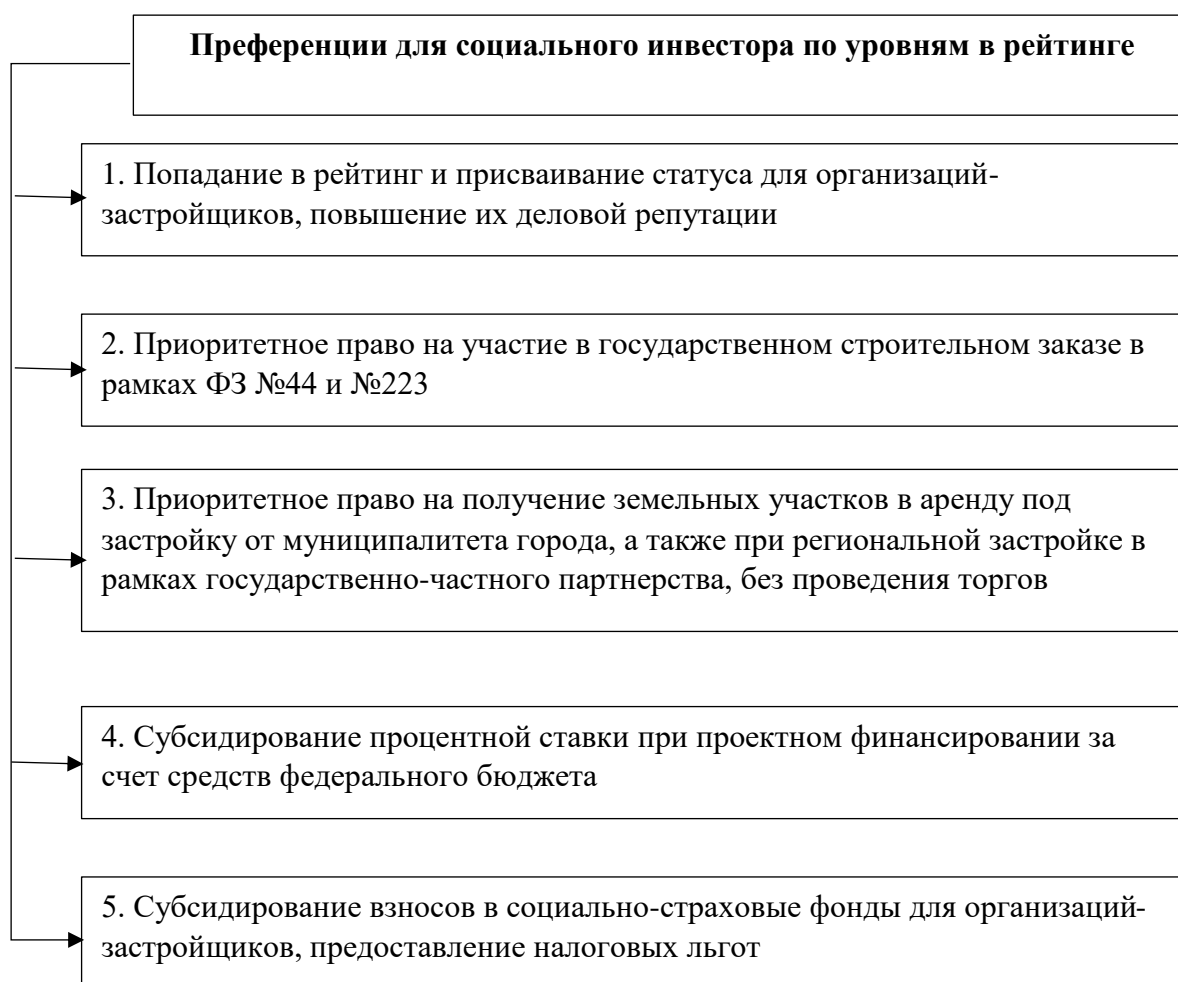 Преференции для социального инвестора по уровням в рейтинге
1. Попадание в рейтинг и присваивание статуса для организаций-
застройщиков, повышение их деловой репутации
2. Приоритетное право на участие в государственном строительном заказе в
рамках ФЗ №44 и №223
3. Приоритетное право на получение земельных участков в аренду под
застройку от муниципалитета города, а также при региональной застройке в
рамках государственно-частного партнерства, без проведения торгов
4. Субсидирование процентной ставки при проектном финансировании за
счет средств федерального бюджета
5. Субсидирование взносов в социально-страховые фонды для организаций-
застройщиков, предоставление налоговых льгот